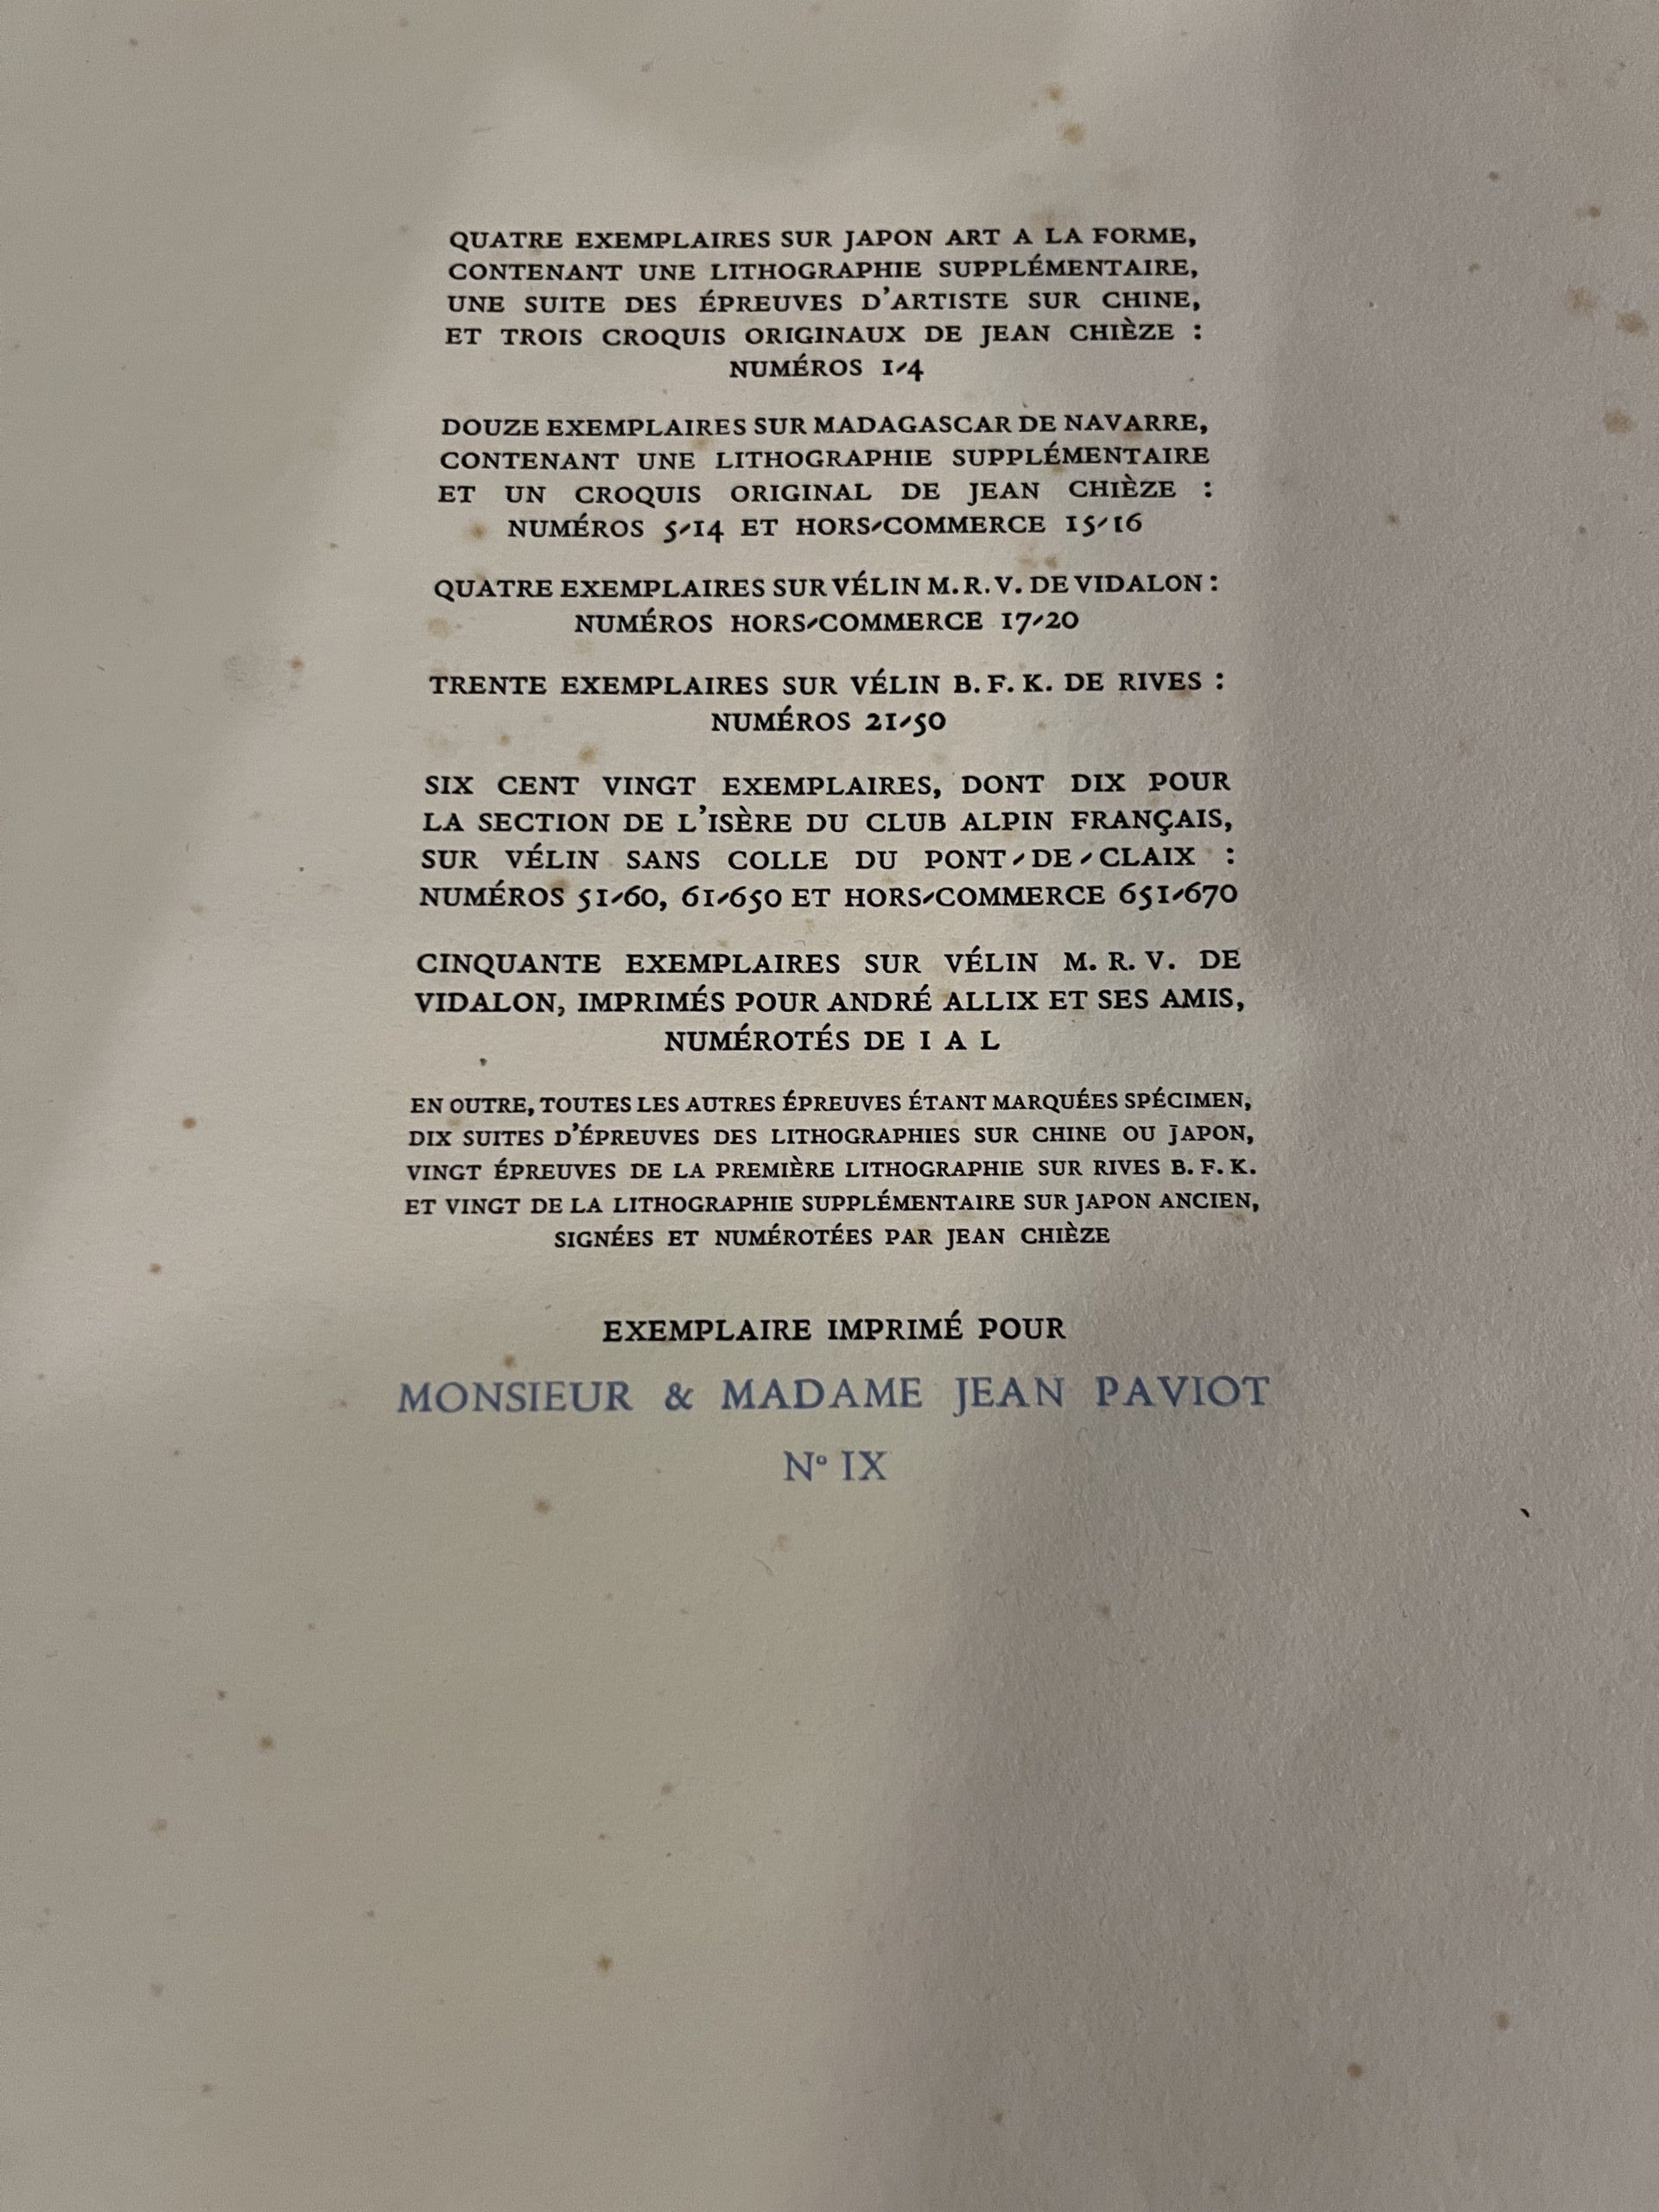 QUATRE EXEMPLAIRES SUR JAPON ART A LA FORME,
CONTENANT UNE LITHOGRAPHIE SUPPLÉMENTAIRE,
UNE SUITE DES ÉPREUVES D'ARTISTE SUR CHINE,
ET TROIS CROQUIS ORIGINAUX DE JEAN CHIÈZE :
NUMÉROS 1-4
DOUZE EXEMPLAIRES SUR MADAGASCAR DE NAVARRE,
CONTENANT UNE LITHOGRAPHIE SUPPLÉMENTAIRE
ET UN CROQUIS ORIGINAL DE JEAN CHIÈZE :
NUMÉROS 5-14 ET HORS-COMMERCE 15-16
QUATRE EXEMPLAIRES SUR VÉLIN M. R. V. DE VIDALON :
NUMÉROS HORS-COMMERCE 17-20
TRENTE EXEMPLAIRES SUR VÉLIN B. F. K. DE RIVES :
NUMÉROS 21-50
SIX CENT VINGT EXEMPLAIRES, DONT DIX POUR
LA SECTION DE L'ISÈRE DU CLUB ALPIN FRANÇAIS,
SUR VÉLIN SANS COLLE DU PONT-DE-CLAIX :
NUMÉROS 51-60, 61-650 ET HORS-COMMERCE 651-670
CINQUANTE EXEMPLAIRES SUR VÉLIN M. R. V. DE
VIDALON, IMPRIMÉS POUR ANDRÉ ALLIX ET SES AMIS,
NUMÉROTÉS DE I A L
EN OUTRE, TOUTES LES AUTRES ÉPREUVES ÉTANT MARQUÉES SPÉCIMEN,
DIX SUITES D'ÉPREUVES DES LITHOGRAPHIES SUR CHINE OU JAPON,
VINGT ÉPREUVES DE LA PREMIÈRE LITHOGRAPHIE SUR RIVES B. F. K.
ET VINGT DE LA LITHOGRAPHIE SUPPLÉMENTAIRE SUR JAPON ANCIEN,
SIGNÉES ET NUMÉROTÉES PAR JEAN CHIÈZE
EXEMPLAIRE IMPRIMÉ POUR
MONSIEUR & MADAME JEAN PAVIOT
Nº IX